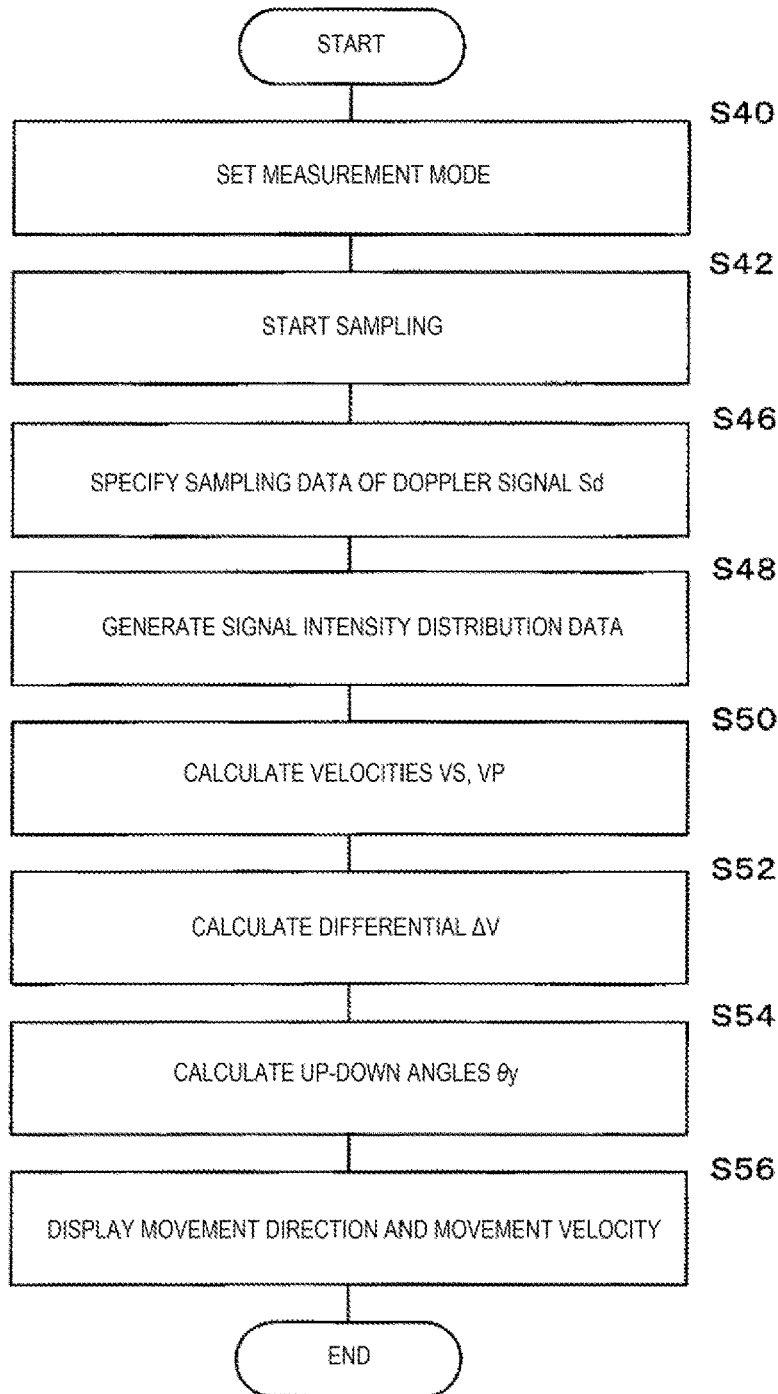 START
S40
SET MEASUREMENT MODE
S42
START SAMPLING
S46
SPECIFY SAMPLING DATA OF DOPPLER SIGNAL Sd
S48
GENERATE SIGNAL INTENSITY DISTRIBUTION DATA
S50
CALCULATE VELOCITIES VS, VP
S52
CALCULATE DIFFERENTIAL ΔV
S54
CALCULATE UP-DOWN ANGLES θy
S56
DISPLAY MOVEMENT DIRECTION AND MOVEMENT VELOCITY
END